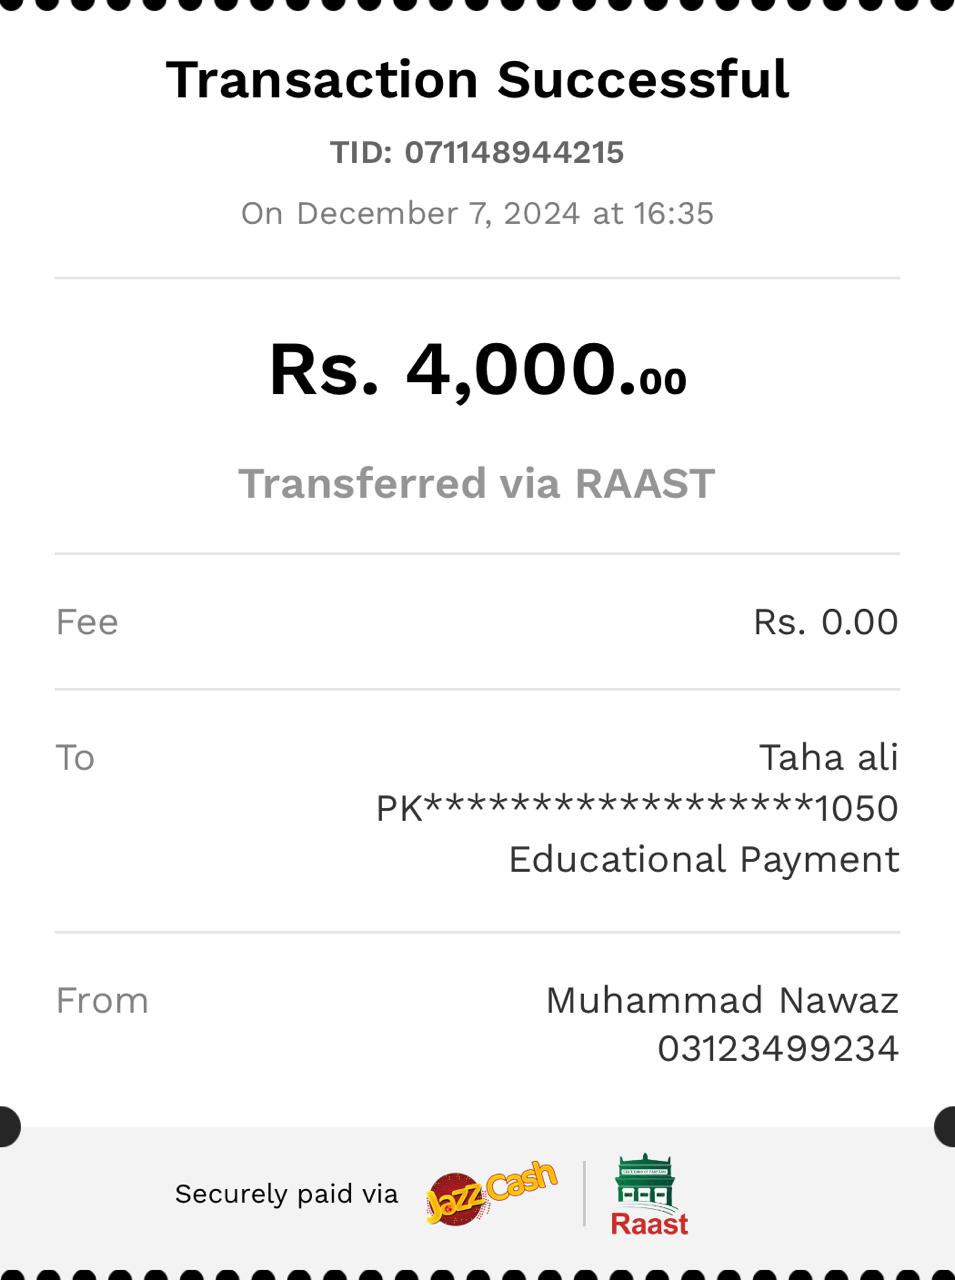 Transaction Successful
TID: 071148944215
On December 7, 2024 at 16:35
Rs. 4,000.00
Transferred via RAAST
Fee
Rs. 0.00
To
Taha ali
PK******************1050
Educational Payment
From
Muhammad Nawaz
03123499234
Securely paid via
JazzCash
Raast